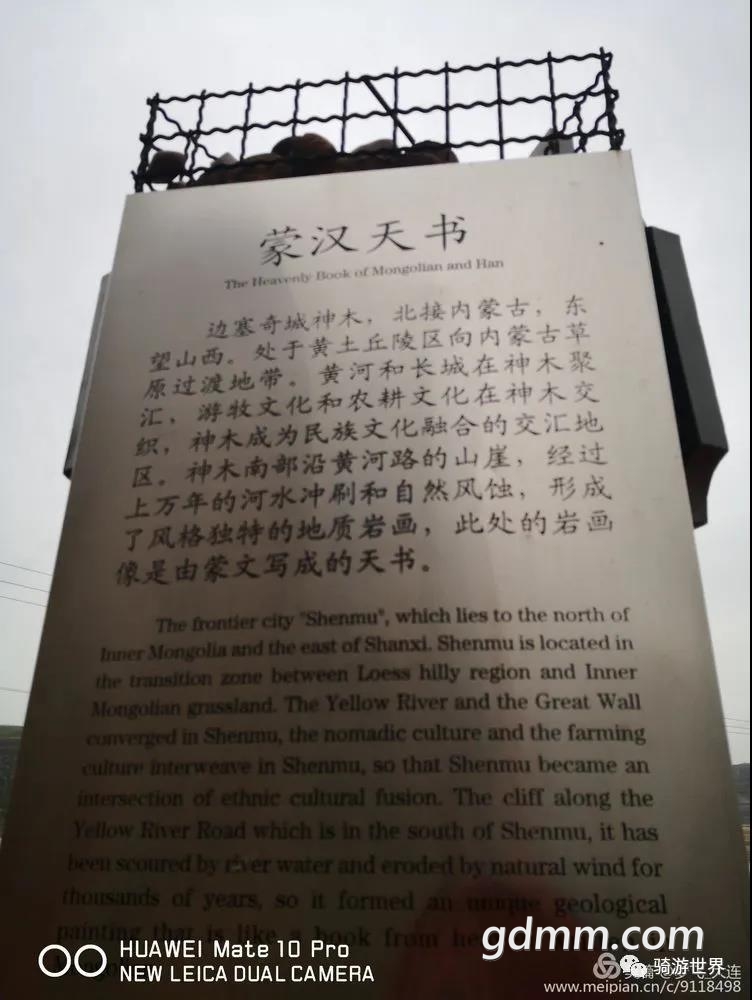 蒙汉天书
The Heavenly Book of Mongolian and Han
边塞奇城神木，北接内蒙古，东
望山西。处于黄土丘陵区向内蒙古草
原过渡地带。黄河和长城在神木聚
汇，游牧文化和农耕文化在神木交
织，神木成为民族文化融合的交汇地
区。神木南部沿黄河路的山崖，经过
上万年的河水冲刷和自然风蚀，形成
了风格独特的地质岩画，此处的岩画
像是由蒙文写成的天书。
The frontier city "Shenmu", which lies to the north of
Inner Mongolia and the east of Shanxi. Shenmu is located in
the transition zone between Loess hilly region and Inner
Mongolian grassland. The Yellow River and the Great Wall
converged in Shenmu, the nomadic culture and the farming
culture interweave in Shenmu, so that Shenmu became an
intersection of ethnic cultural fusion. The cliff along the
Yellow River Road which is in the south of Shenmu, it has
been scoured by river water and eroded by natural wind for
thousands of years, so it formed an unique geological
painting that is like a book from
gdmm.com
HUAWEI Mate 10 Pro
NEW LEICA DUAL CAMERA
骑游世界
www.meipian.cn/c/9118498